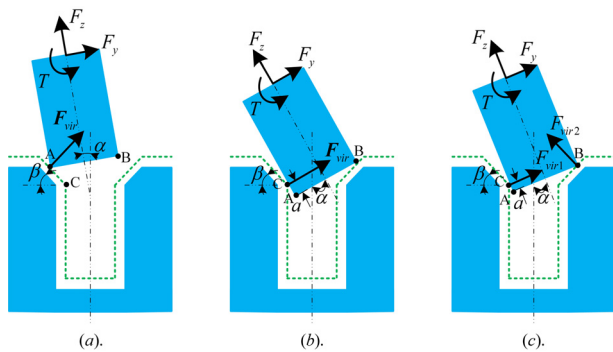 F_z
F_y
T
F_vir
α
A
B
β
C
(a).
F_z
F_y
T
F_vir
B
β
C
A
a
α
(b).
F_z
F_y
T
F_vir2
F_vir1
B
β
C
A
a
α
(c).